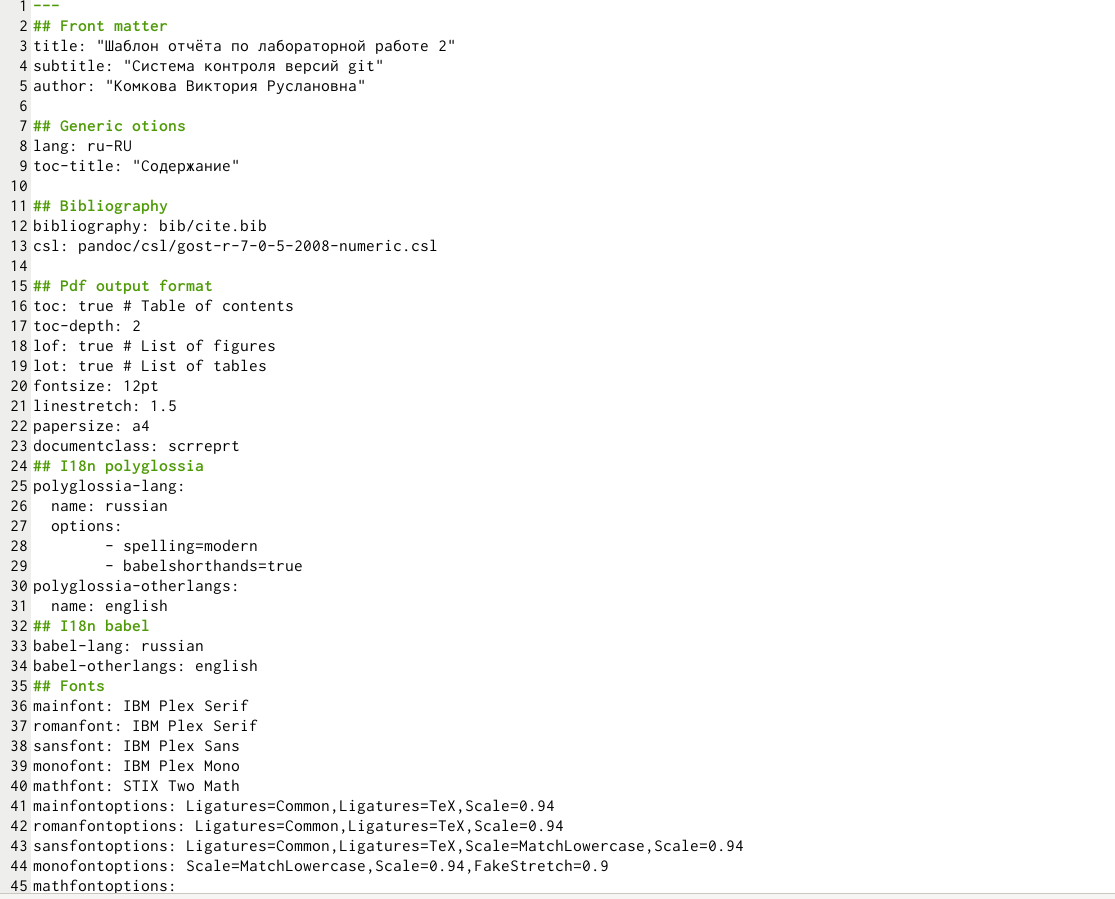 1 ---
2 ## Front matter
3 title: "Шаблон отчёта по лабораторной работе 2"
4 subtitle: "Система контроля версий git"
5 author: "Комкова Виктория Руслановна"
6
7 ## Generic otions
8 lang: ru-RU
9 toc-title: "Содержание"
10
11 ## Bibliography
12 bibliography: bib/cite.bib
13 csl: pandoc/csl/gost-r-7-0-5-2008-numeric.csl
14
15 ## Pdf output format
16 toc: true # Table of contents
17 toc-depth: 2
18 lof: true # List of figures
19 lot: true # List of tables
20 fontsize: 12pt
21 linestretch: 1.5
22 papersize: a4
23 documentclass: scrreprt
24 ## I18n polyglossia
25 polyglossia-lang:
26   name: russian
27   options:
28         - spelling=modern
29         - babelshorthands=true
30 polyglossia-otherlangs:
31   name: english
32 ## I18n babel
33 babel-lang: russian
34 babel-otherlangs: english
35 ## Fonts
36 mainfont: IBM Plex Serif
37 romanfont: IBM Plex Serif
38 sansfont: IBM Plex Sans
39 monofont: IBM Plex Mono
40 mathfont: STIX Two Math
41 mainfontoptions: Ligatures=Common,Ligatures=TeX,Scale=0.94
42 romanfontoptions: Ligatures=Common,Ligatures=TeX,Scale=0.94
43 sansfontoptions: Ligatures=Common,Ligatures=TeX,Scale=MatchLowercase,Scale=0.94
44 monofontoptions: Scale=MatchLowercase,Scale=0.94,FakeStretch=0.9
45 mathfontoptions: